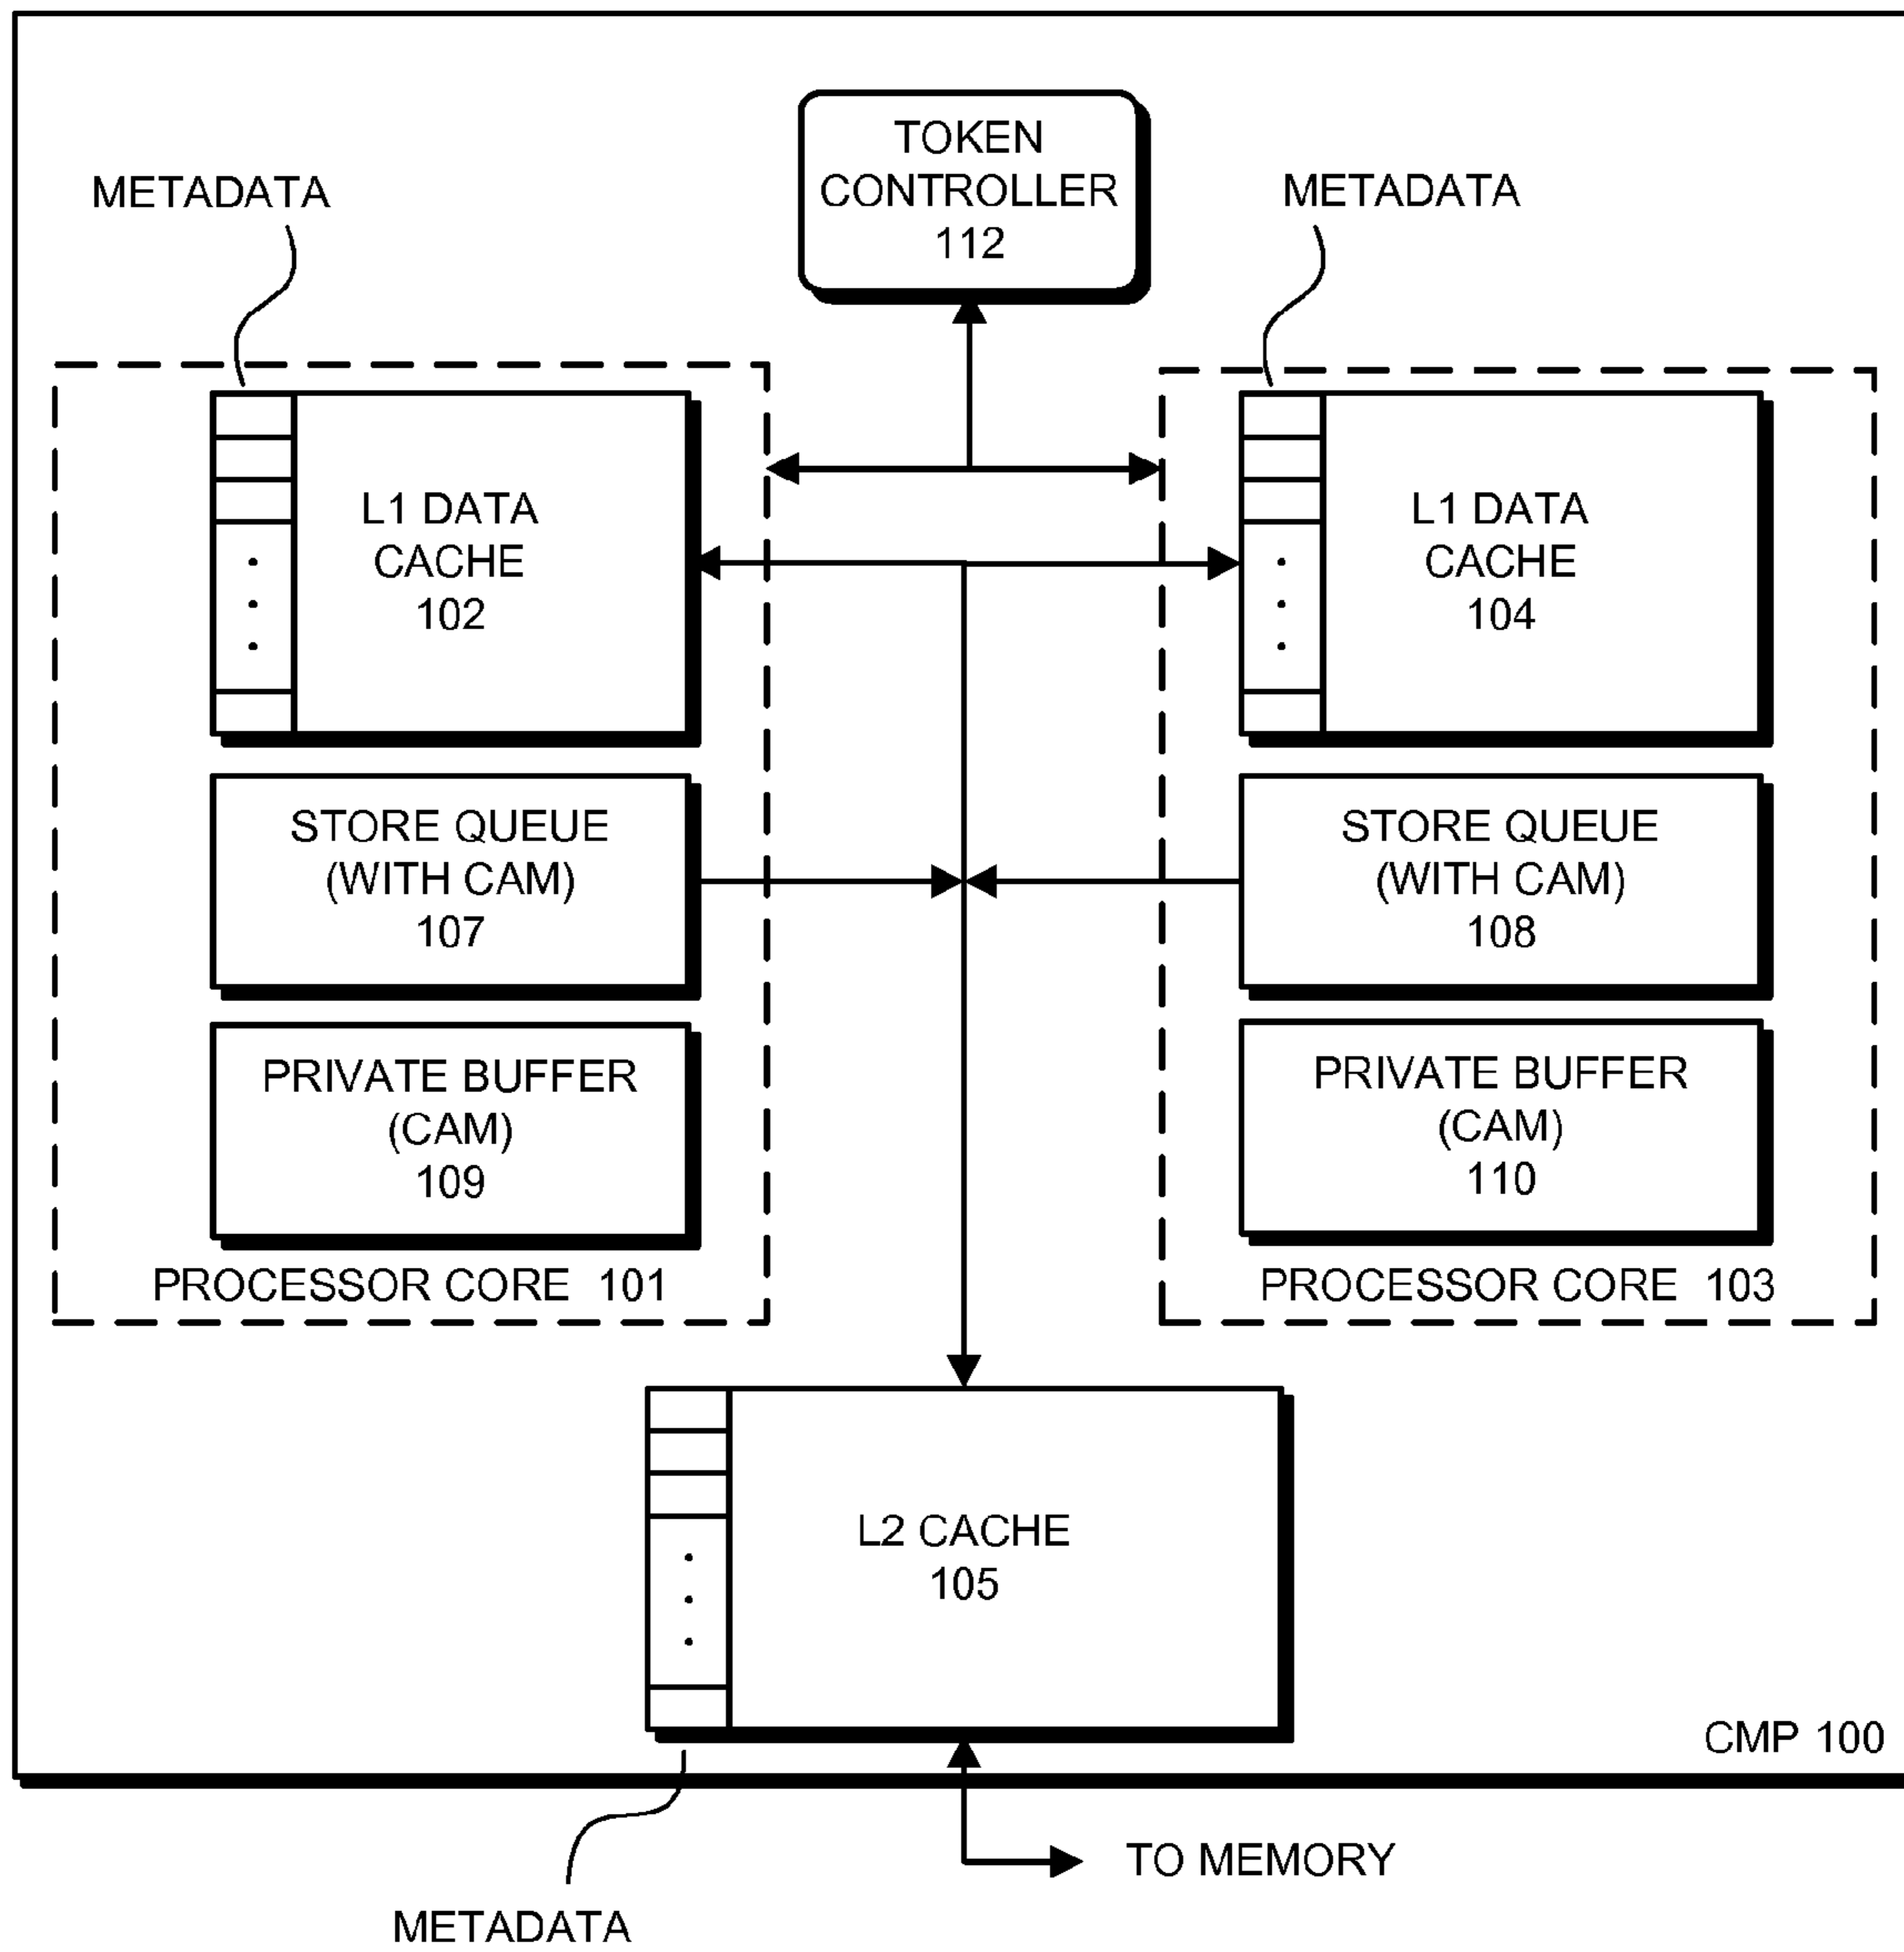 TOKEN
CONTROLLER
112
METADATA
METADATA
L1 DATA
CACHE
102
L1 DATA
CACHE
104
STORE QUEUE
(WITH CAM)
107
STORE QUEUE
(WITH CAM)
108
PRIVATE BUFFER
(CAM)
109
PRIVATE BUFFER
(CAM)
110
PROCESSOR CORE 101
PROCESSOR CORE 103
L2 CACHE
105
CMP 100
TO MEMORY
METADATA